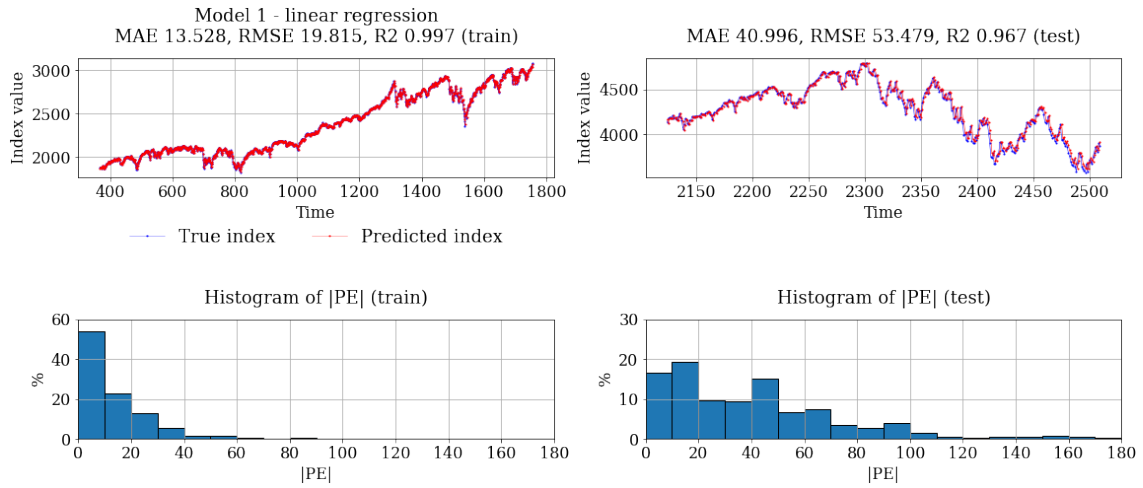 Model 1 - linear regression
MAE 13.528, RMSE 19.815, R2 0.997 (train)
Index value
3000
2500
2000
400 600 800 1000 1200 1400 1600 1800
Time
True index Predicted index
MAE 40.996, RMSE 53.479, R2 0.967 (test)
Index value
4500
4000
2150 2200 2250 2300 2350 2400 2450 2500
Time
Histogram of |PE| (train)
%
60
40
20
0
0 20 40 60 80 100 120 140 160 180
|PE|
Histogram of |PE| (test)
%
30
20
10
0
0 20 40 60 80 100 120 140 160 180
|PE|